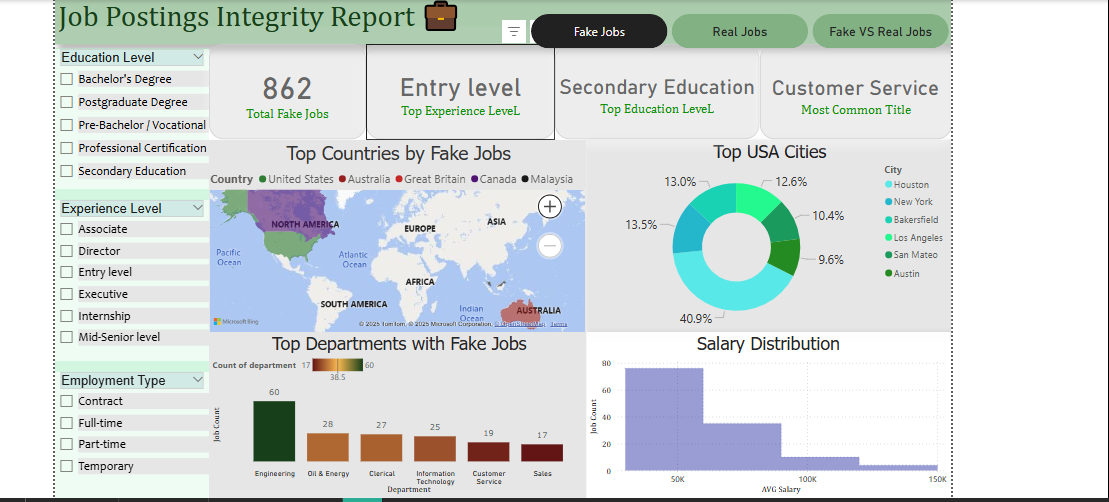 Job Postings Integrity Report
Fake Jobs
Real Jobs
Fake VS Real Jobs
Education Level
Bachelor's Degree
Postgraduate Degree
Pre-Bachelor / Vocational
Professional Certification
Secondary Education
Experience Level
Associate
Director
Entry level
Executive
Internship
Mid-Senior level
Employment Type
Contract
Full-time
Part-time
Temporary
862
Total Fake Jobs
Entry level
Top Experience LeveL
Secondary Education
Top Education LeveL
Customer Service
Most Common Title
Top Countries by Fake Jobs
Country United States Australia Great Britain Canada Malaysia
NORTH AMERICA
EUROPE
ASIA
Pacific
Ocean
Atlantic
Ocean
AFRICA
SOUTH AMERICA
Indian
Ocean
AUSTRALIA
Microsoft Bing
© 2025 TomTom, © 2025 Microsoft Corporation, © OpenStreetMap Terms
Top USA Cities
13.0%
12.6%
13.5%
10.4%
9.6%
40.9%
City
Houston
New York
Bakersfield
Los Angeles
San Mateo
Austin
Top Departments with Fake Jobs
Count of department 17 60
38.5
Job Count
60
28
27
25
19
17
Engineering
Oil & Energy
Clerical
Information
Technology
Customer
Service
Sales
Department
Salary Distribution
Job Count
80
60
40
20
0
50K
100K
150K
AVG Salary